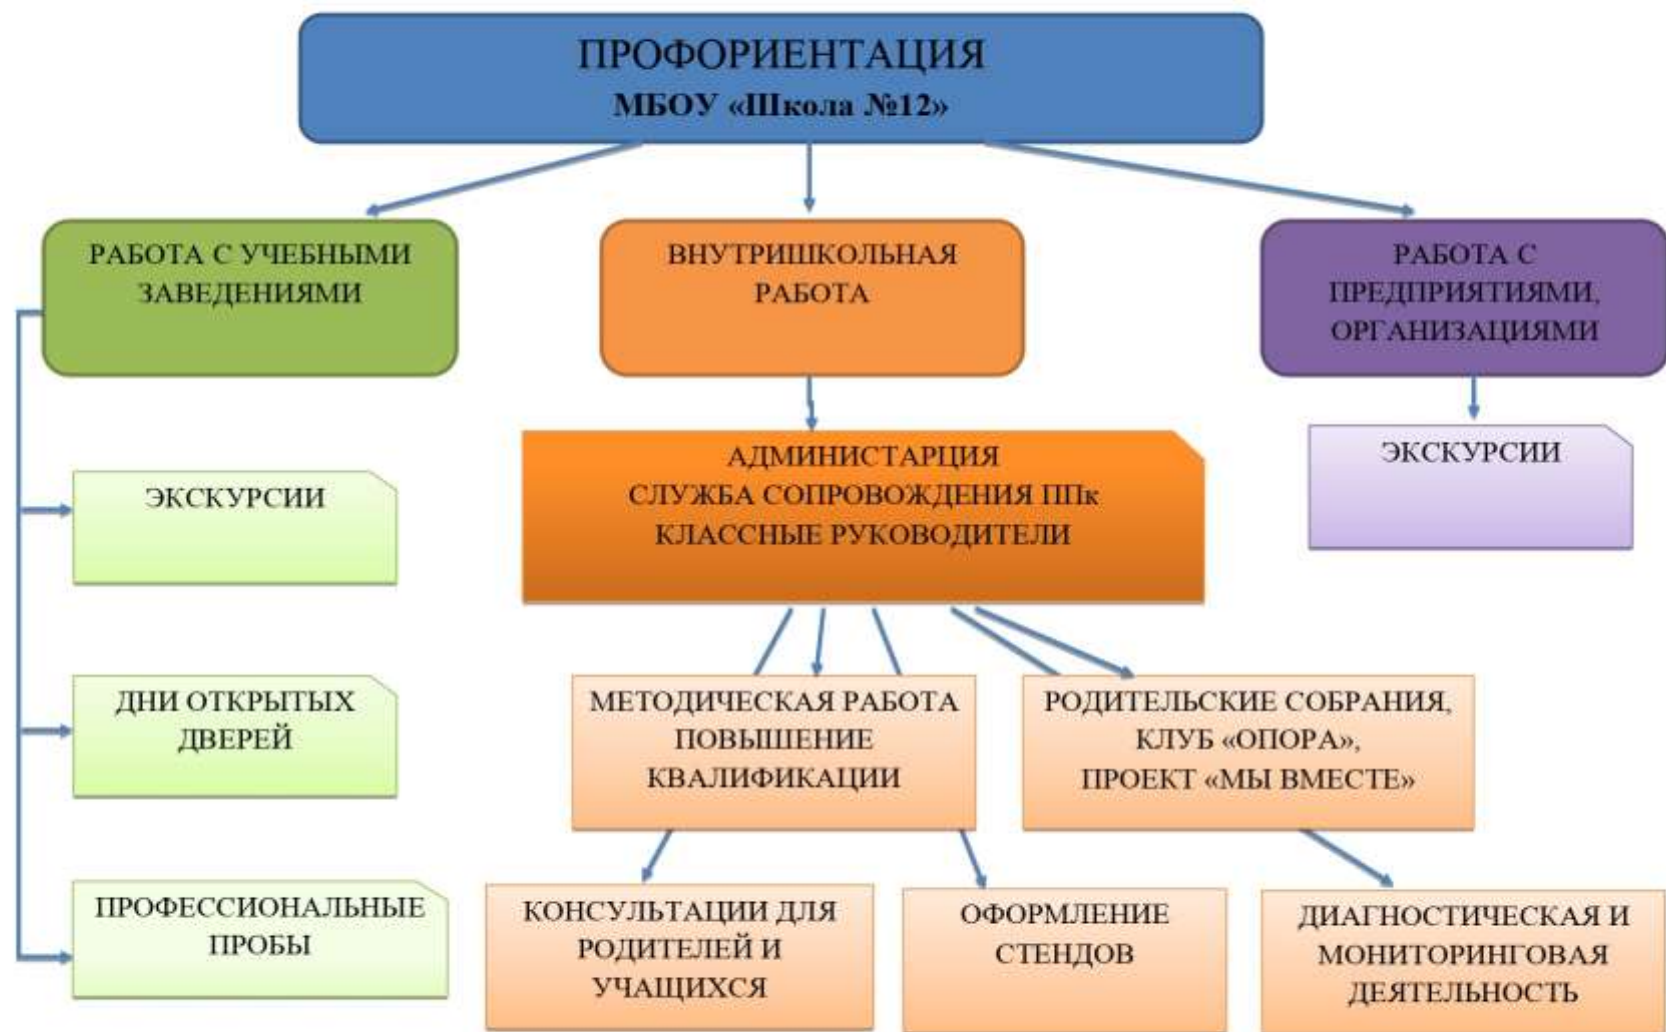 ПРОФОРИЕНТАЦИЯ
МБОУ «Школа №12»
РАБОТА С УЧЕБНЫМИ
ЗАВЕДЕНИЯМИ
ВНУТРИШКОЛЬНАЯ
РАБОТА
РАБОТА С
ПРЕДПРИЯТИЯМИ,
ОРГАНИЗАЦИЯМИ
ЭКСКУРСИИ
ДНИ ОТКРЫТЫХ
ДВЕРЕЙ
ПРОФЕССИОНАЛЬНЫЕ
ПРОБЫ
АДМИНИСТАРЦИЯ
СЛУЖБА СОПРОВОЖДЕНИЯ ППк
КЛАССНЫЕ РУКОВОДИТЕЛИ
ЭКСКУРСИИ
МЕТОДИЧЕСКАЯ РАБОТА
ПОВЫШЕНИЕ
КВАЛИФИКАЦИИ
РОДИТЕЛЬСКИЕ СОБРАНИЯ,
КЛУБ «ОПОРА»,
ПРОЕКТ «МЫ ВМЕСТЕ»
КОНСУЛЬТАЦИИ ДЛЯ
РОДИТЕЛЕЙ И
УЧАЩИХСЯ
ОФОРМЛЕНИЕ
СТЕНДОВ
ДИАГНОСТИЧЕСКАЯ И
МОНИТОРИНГОВАЯ
ДЕЯТЕЛЬНОСТЬ